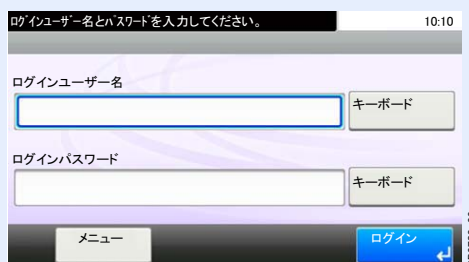 ﾛｸﾞｲﾝﾕｰｻﾞｰ名とﾊﾟｽﾜｰﾄﾞを入力してください。
10:10
ログインユーザー名
キーボード
ログインパスワード
キーボード
メニュー
ログイン